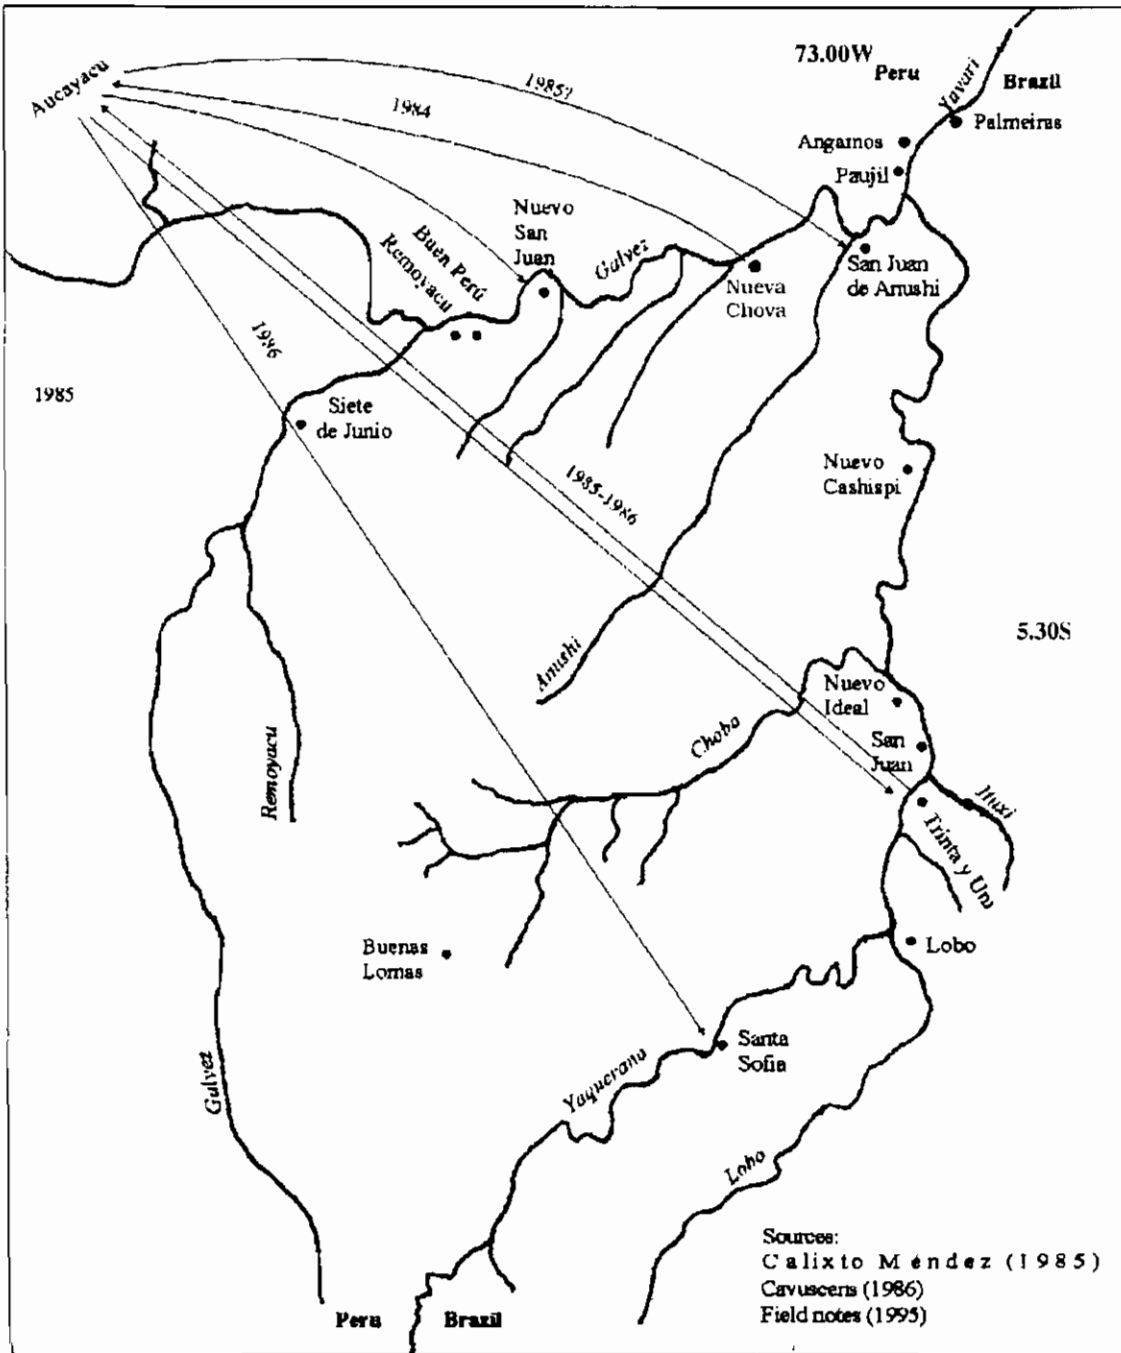 73.00W
Peru
Brazil
Yavari
Palmeiras
Angamos
Paujil
Aucayacu
1985?
1984
Nuevo
San
Juan
Buen Perú
Remoyacu
Galvez
Nueva
Chova
San Juan
de Anushi
1986
1985
Siete
de Junio
1985-1986
Nuevo
Cashispi
5.30S
Anushi
Nuevo
Ideal
Choba
San
Juan
Remoyacu
Ituxi
Trinta y Una
Lobo
Buenas
Lomas
Santa
Sofia
Yaquerana
Galvez
Lobo
Sources:
Calixto Méndez (1985)
Cavuscens (1986)
Field notes (1995)
Peru
Brazil